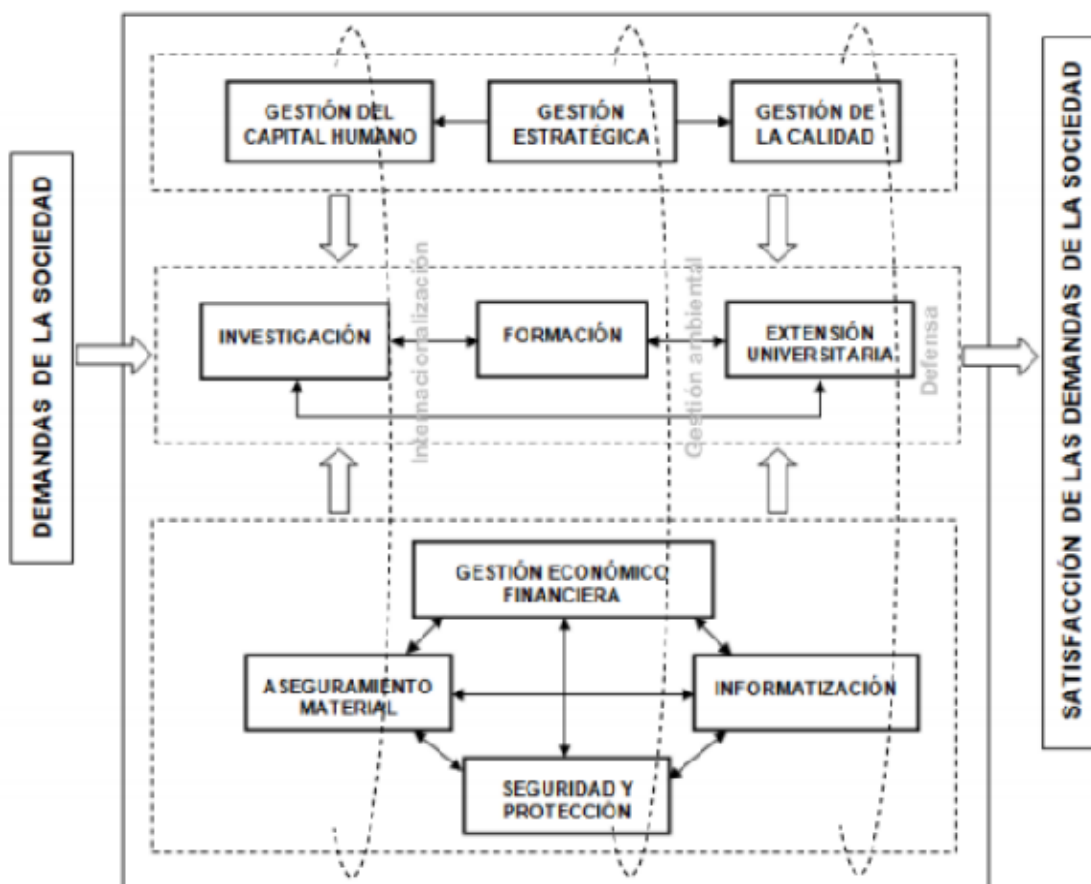 GESTIÓN DEL
CAPITAL HUMANO
GESTIÓN
ESTRATÉGICA
GESTIÓN DE
LA CALIDAD
DEMANDAS DE LA SOCIEDAD
INVESTIGACIÓN
Internacionalización
FORMACIÓN
Gestión ambiental
EXTENSIÓN
UNIVERSITARIA
Defensa
SATISFACCIÓN DE LAS DEMANDAS DE LA SOCIEDAD
GESTIÓN ECONÓMICO
FINANCIERA
ASEGURAMIENTO
MATERIAL
INFORMATIZACIÓN
SEGURIDAD Y
PROTECCIÓN